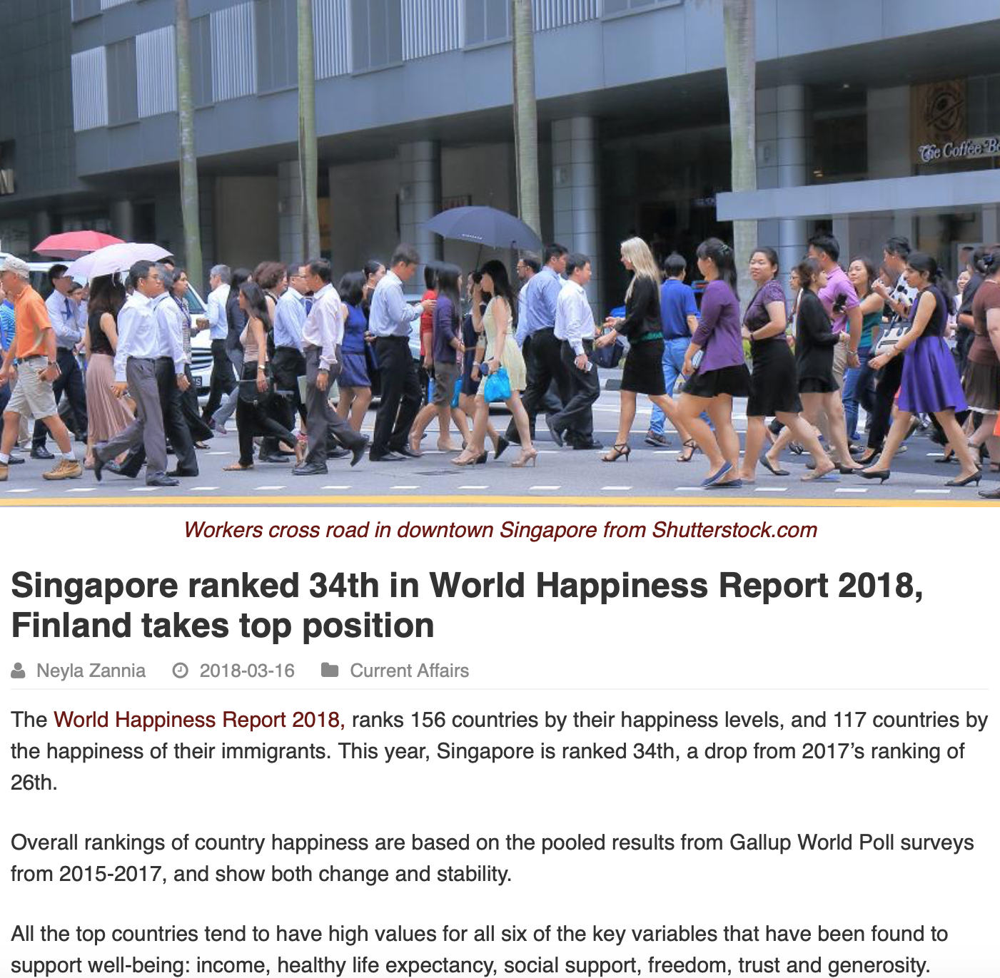 The Coffee B
Workers cross road in downtown Singapore from Shutterstock.com
Singapore ranked 34th in World Happiness Report 2018,
Finland takes top position
Neyla Zannia 2018-03-16 Current Affairs
The World Happiness Report 2018, ranks 156 countries by their happiness levels, and 117 countries by
the happiness of their immigrants. This year, Singapore is ranked 34th, a drop from 2017’s ranking of
26th.
Overall rankings of country happiness are based on the pooled results from Gallup World Poll surveys
from 2015-2017, and show both change and stability.
All the top countries tend to have high values for all six of the key variables that have been found to
support well-being: income, healthy life expectancy, social support, freedom, trust and generosity.